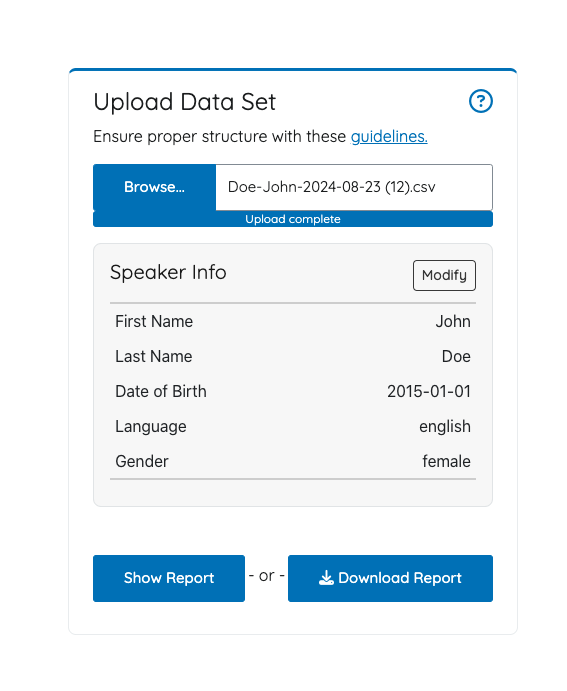 Upload Data Set
?
Ensure proper structure with these guidelines.
Browse... Doe-John-2024-08-23 (12).csv
Upload complete
Speaker Info Modify
First Name John
Last Name Doe
Date of Birth 2015-01-01
Language english
Gender female
Show Report - or - Download Report